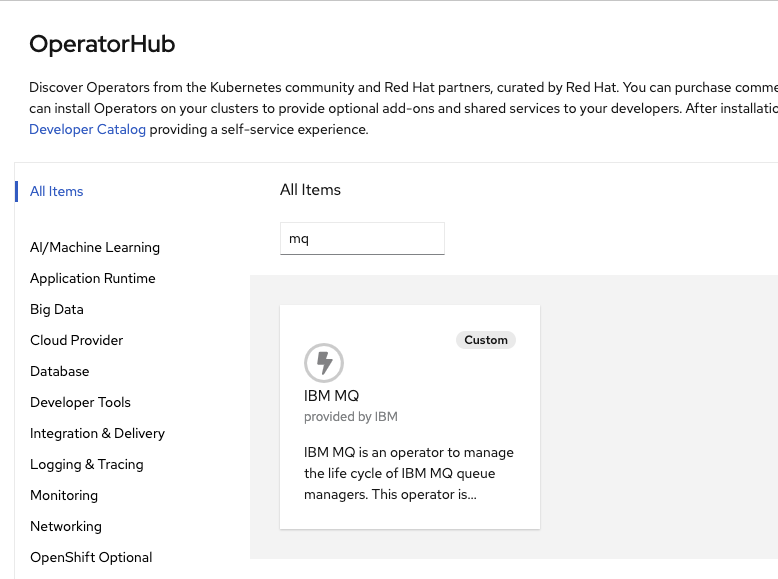 OperatorHub
Discover Operators from the Kubernetes community and Red Hat partners, curated by Red Hat. You can purchase
can install Operators on your clusters to provide optional add-ons and shared services to your developers. After
Developer Catalog providing a self-service experience.
All Items
All Items
mq
AI/Machine Learning
Application Runtime
Big Data
Cloud Provider
Database
Developer Tools
Integration & Delivery
Logging & Tracing
Monitoring
Networking
OpenShift Optional
Custom
IBM MQ
provided by IBM
IBM MQ is an operator to manage
the life cycle of IBM MQ queue
managers. This operator is...